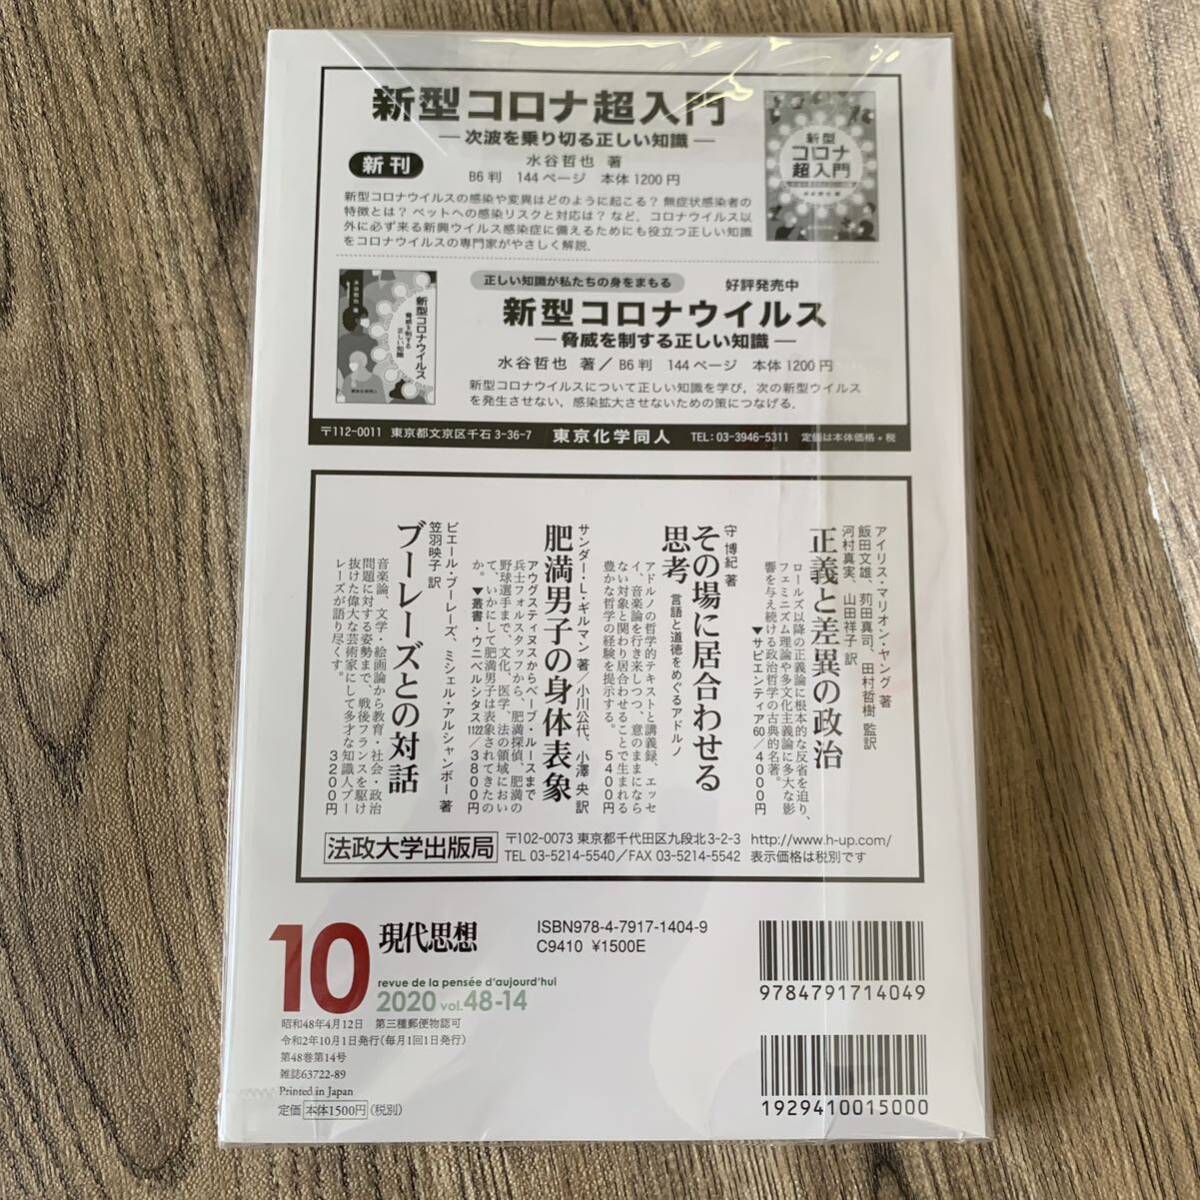 新型コロナ超入門
―次波を乗り切る正しい知識―
新刊
水谷哲也 著
B6判 144ページ 本体1200円
新型コロナウイルスの感染や変異はどのように起こる? 無症状感染者の
特徴とは? ペットへの感染リスクと対応は? など,コロナウイルス以
外に必ず来る新興ウイルス感染症に備えるためにも役立つ正しい知識
をコロナウイルスの専門家がやさしく解説.
新型
コロナ
超入門
正しい知識が私たちの身をまもる
好評発売中
新型コロナウイルス
―脅威を制する正しい知識―
水谷哲也 著/B6判 144ページ 本体1200円
新型コロナウイルスについて正しい知識を学び,次の新型ウイルス
を発生させない,感染拡大させないための策につなげる.
水谷哲也 著
新型コロナウイルス
脅威を制する
正しい知識
〒112-0011 東京都文京区千石3-36-7 東京化学同人 TEL:03-3946-5311 定価は本体価格+税
アイリス・マリオン・ヤング 著
飯田文雄、苅田真司、田村哲樹 監訳
河村真実、山田祥子 訳
正義と差異の政治
ロールズ以降の正義論に根本的な反省を迫り、
フェミニズム理論や多文化主義論に多大な影
響を与え続ける政治哲学の古典的名著。
▼サピエンティア60/4000円
守 博紀 著
その場に居合わせる
思考 言語と道徳をめぐるアドルノ
アドルノの哲学的テキストと講義録、エッセ
イ、音楽論を行き来しつつ、意のままになら
ない対象と関わり居合わせることで生まれる
豊かな哲学の経験を提示する。 5400円
サンダー・L・ギルマン 著/小川公代、小澤 央 訳
肥満男子の身体表象
アウグスティヌスからベーブ・ルースまで
兵士フォルスタッフから、肥満探偵、肥満の
野球選手まで、文化、医学、法の領域におい
て、いかにして肥満男子は表象されてきたの
か。 ▼叢書・ウニベルシタス1122/3800円
ピエール・ブーレーズ、ミシェル・アルシャンボー 著
笠羽映子 訳
ブーレーズとの対話
音楽論、文学・絵画論から教育・社会・政治
問題に対する姿勢まで、戦後フランスを駆け
抜けた偉大な芸術家にして多才な知識人ブー
レーズが語り尽くす。 3200円
法政大学出版局
〒102-0073 東京都千代田区九段北3-2-3 http://www.h-up.com/
TEL 03-5214-5540/FAX 03-5214-5542 表示価格は税別です
10
現代思想
revue de la pensée d'aujourd'hui
2020 vol.48-14
昭和48年4月12日 第三種郵便物認可
令和2年10月1日発行(毎月1回1日発行)
第48巻第14号
雑誌63722-89
Printed in Japan
定価 本体1500円(税別)
ISBN978-4-7917-1404-9
C9410 ¥1500E
9784791714049
1929410015000